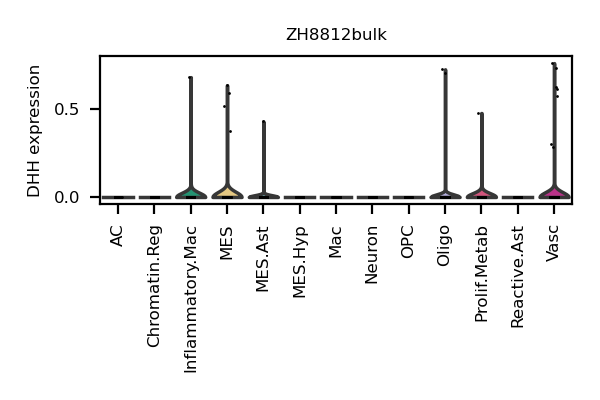 ZH8812bulk
DHH expression
0.5
0.0
AC
Chromatin.Reg
Inflammatory.Mac
MES
MES.Ast
MES.Hyp
Mac
Neuron
OPC
Oligo
Prolif.Metab
Reactive.Ast
Vasc